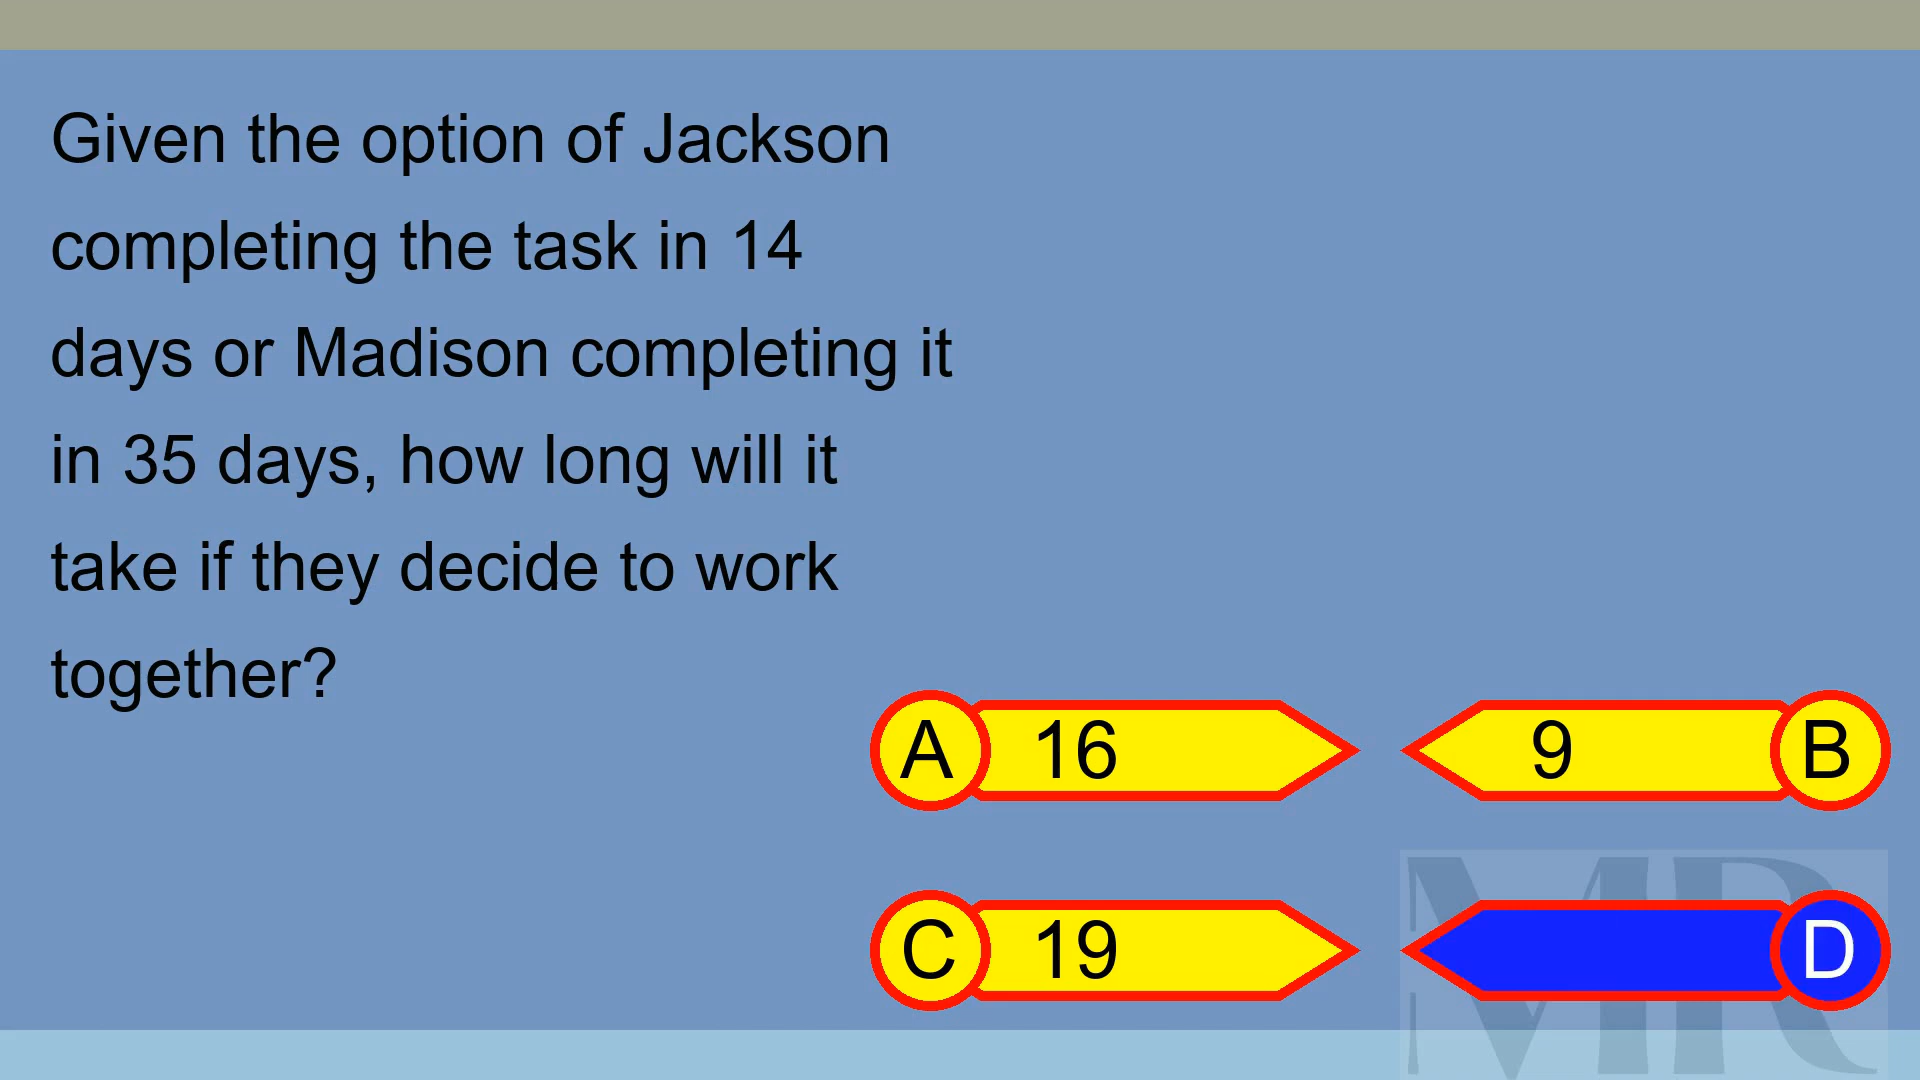 Given the option of Jackson
completing the task in 14
days or Madison completing it
in 35 days, how long will it
take if they decide to work
together?
A 16
9 B
C 19
D
MR